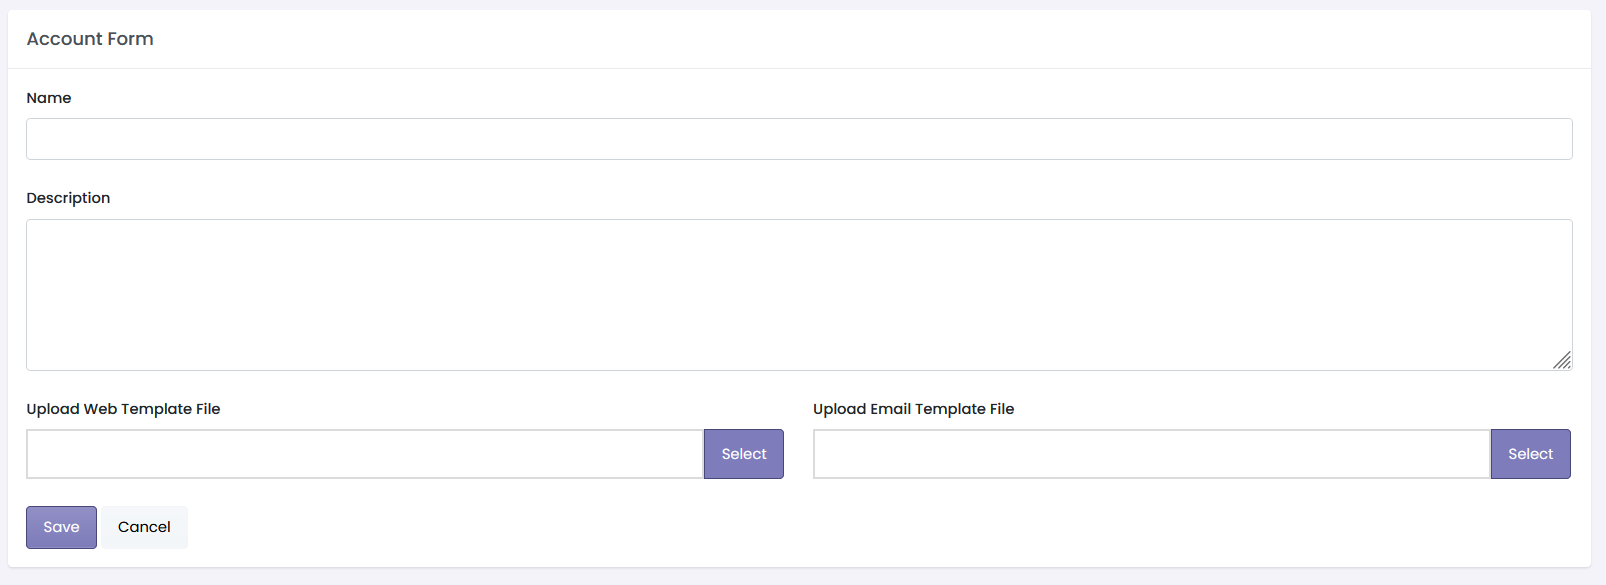 Account Form
Name
Description
Upload Web Template File Upload Email Template File
Select Select
Save Cancel